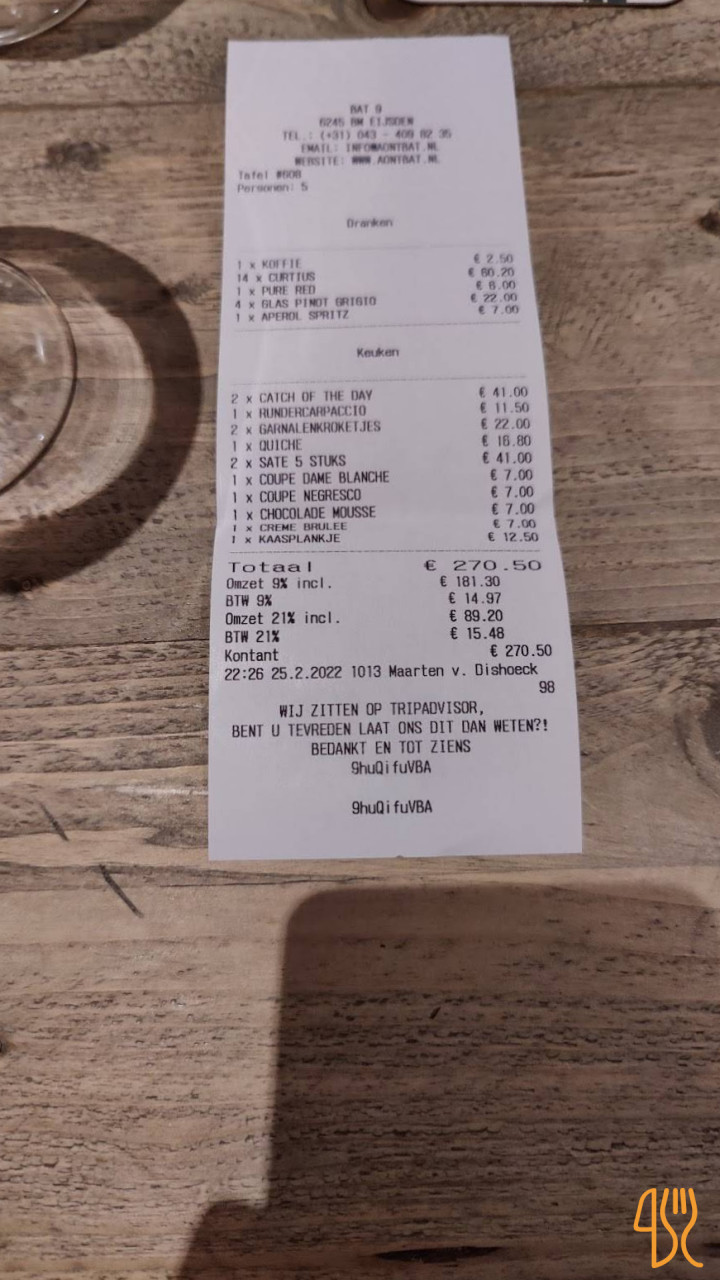 BAT 9
6245 BM EIJSDEN
TEL.: (+31) 043 - 409 82 35
EMAIL: INFO@AONTBAT.NL
WEBSITE: WWW.AONTBAT.NL
Tafel #608
Personen: 5
Dranken
1 x KOFFIE € 2.50
14 x CURTIUS € 60.20
1 x PURE RED € 6.00
4 x GLAS PINOT GRIGIO € 22.00
1 x APEROL SPRITZ € 7.00
Keuken
2 x CATCH OF THE DAY € 41.00
1 x RUNDERCARPACCIO € 11.50
2 x GARNALENKROKETJES € 22.00
1 x QUICHE € 16.80
2 x SATE 5 STUKS € 41.00
1 x COUPE DAME BLANCHE € 7.00
1 x COUPE NEGRESCO € 7.00
1 x CHOCOLADE MOUSSE € 7.00
1 x CREME BRULEE € 7.00
1 x KAASPLANKJE € 12.50
Totaal € 270.50
Omzet 9% incl. € 181.30
BTW 9% € 14.97
Omzet 21% incl. € 89.20
BTW 21% € 15.48
Kontant € 270.50
22:26 25.2.2022 1013 Maarten v. Dishoeck
98
WIJ ZITTEN OP TRIPADVISOR,
BENT U TEVREDEN LAAT ONS DIT DAN WETEN?!
BEDANKT EN TOT ZIENS
9huQifuVBA
9huQifuVBA